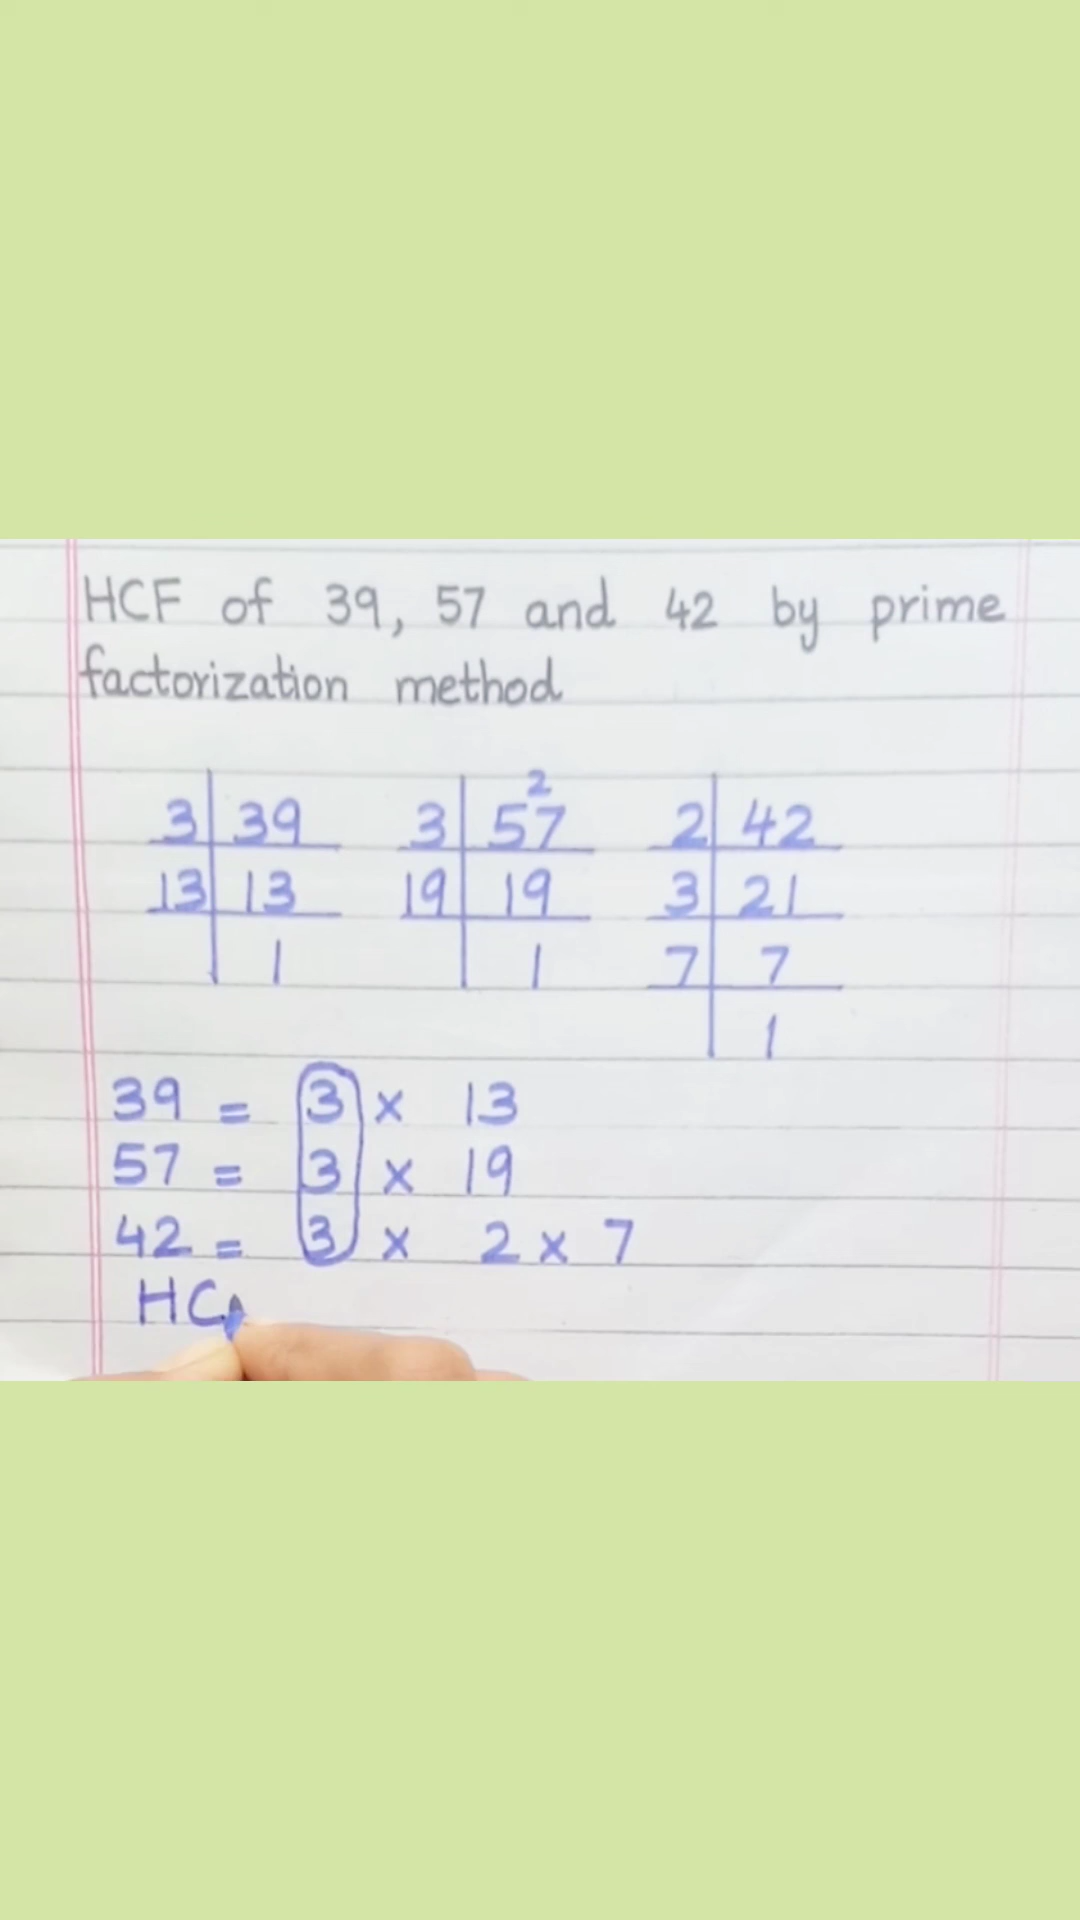 HCF of 39, 57 and 42 by prime
factorization method
3 39 3 57 2 2 42
13 13 19 19 3 21
1 1 7 7
1
39 = 3 x 13
57 = 3 x 19
42 = 3 x 2 x 7
HC